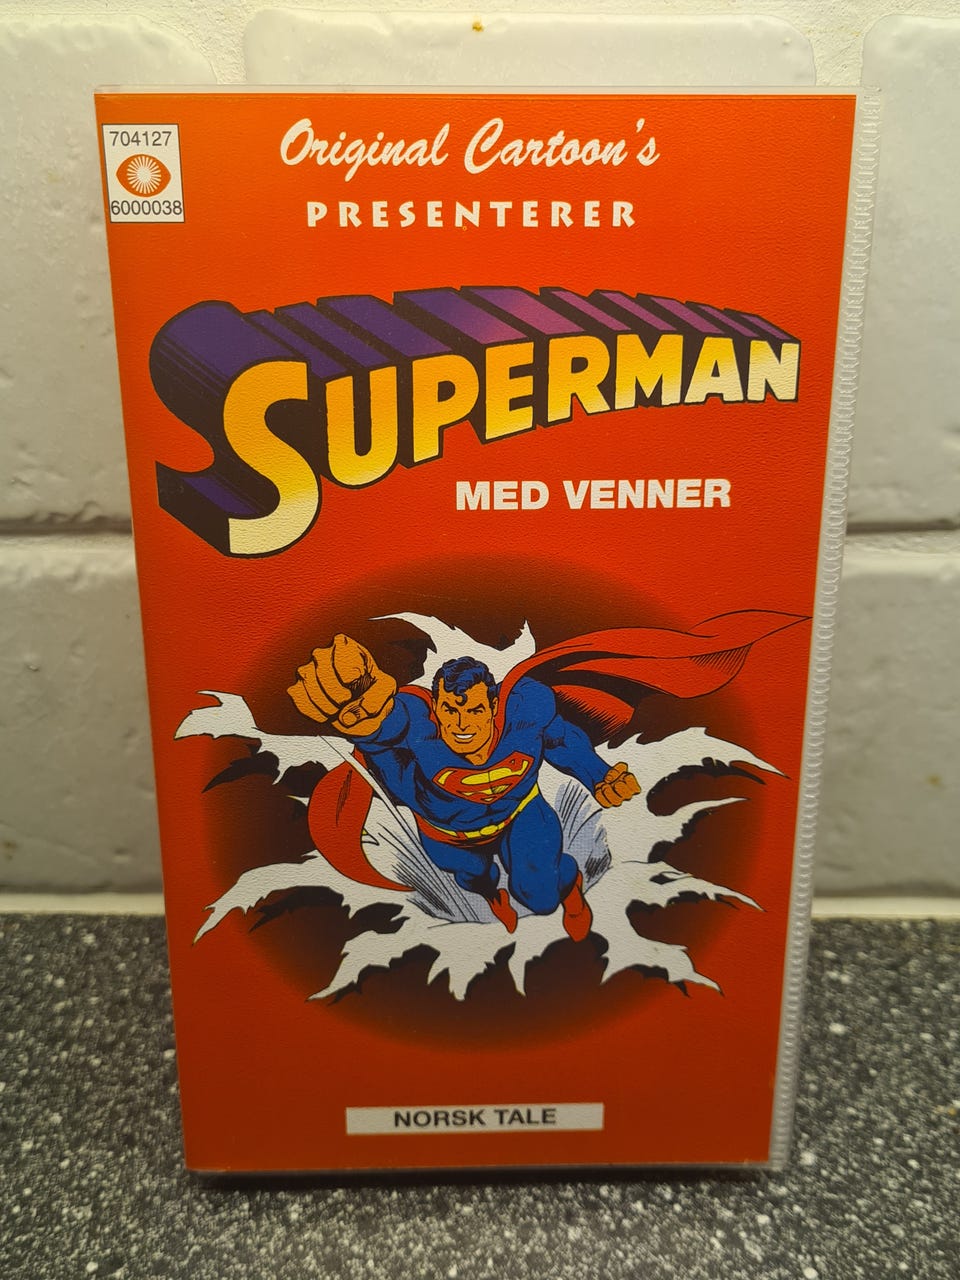 704127
6000038
Original Cartoon's
PRESENTERER
SUPERMAN
MED VENNER
S
NORSK TALE